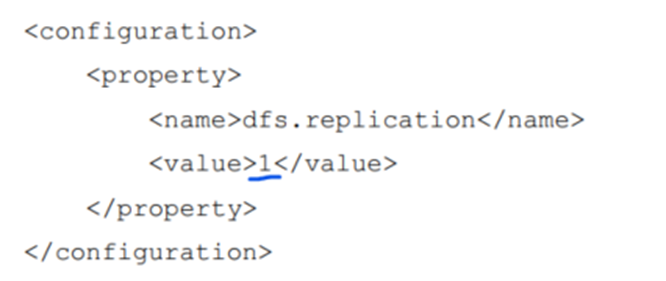 <configuration>
<property>
<name>dfs.replication</name>
<value>1</value>
</property>
</configuration>